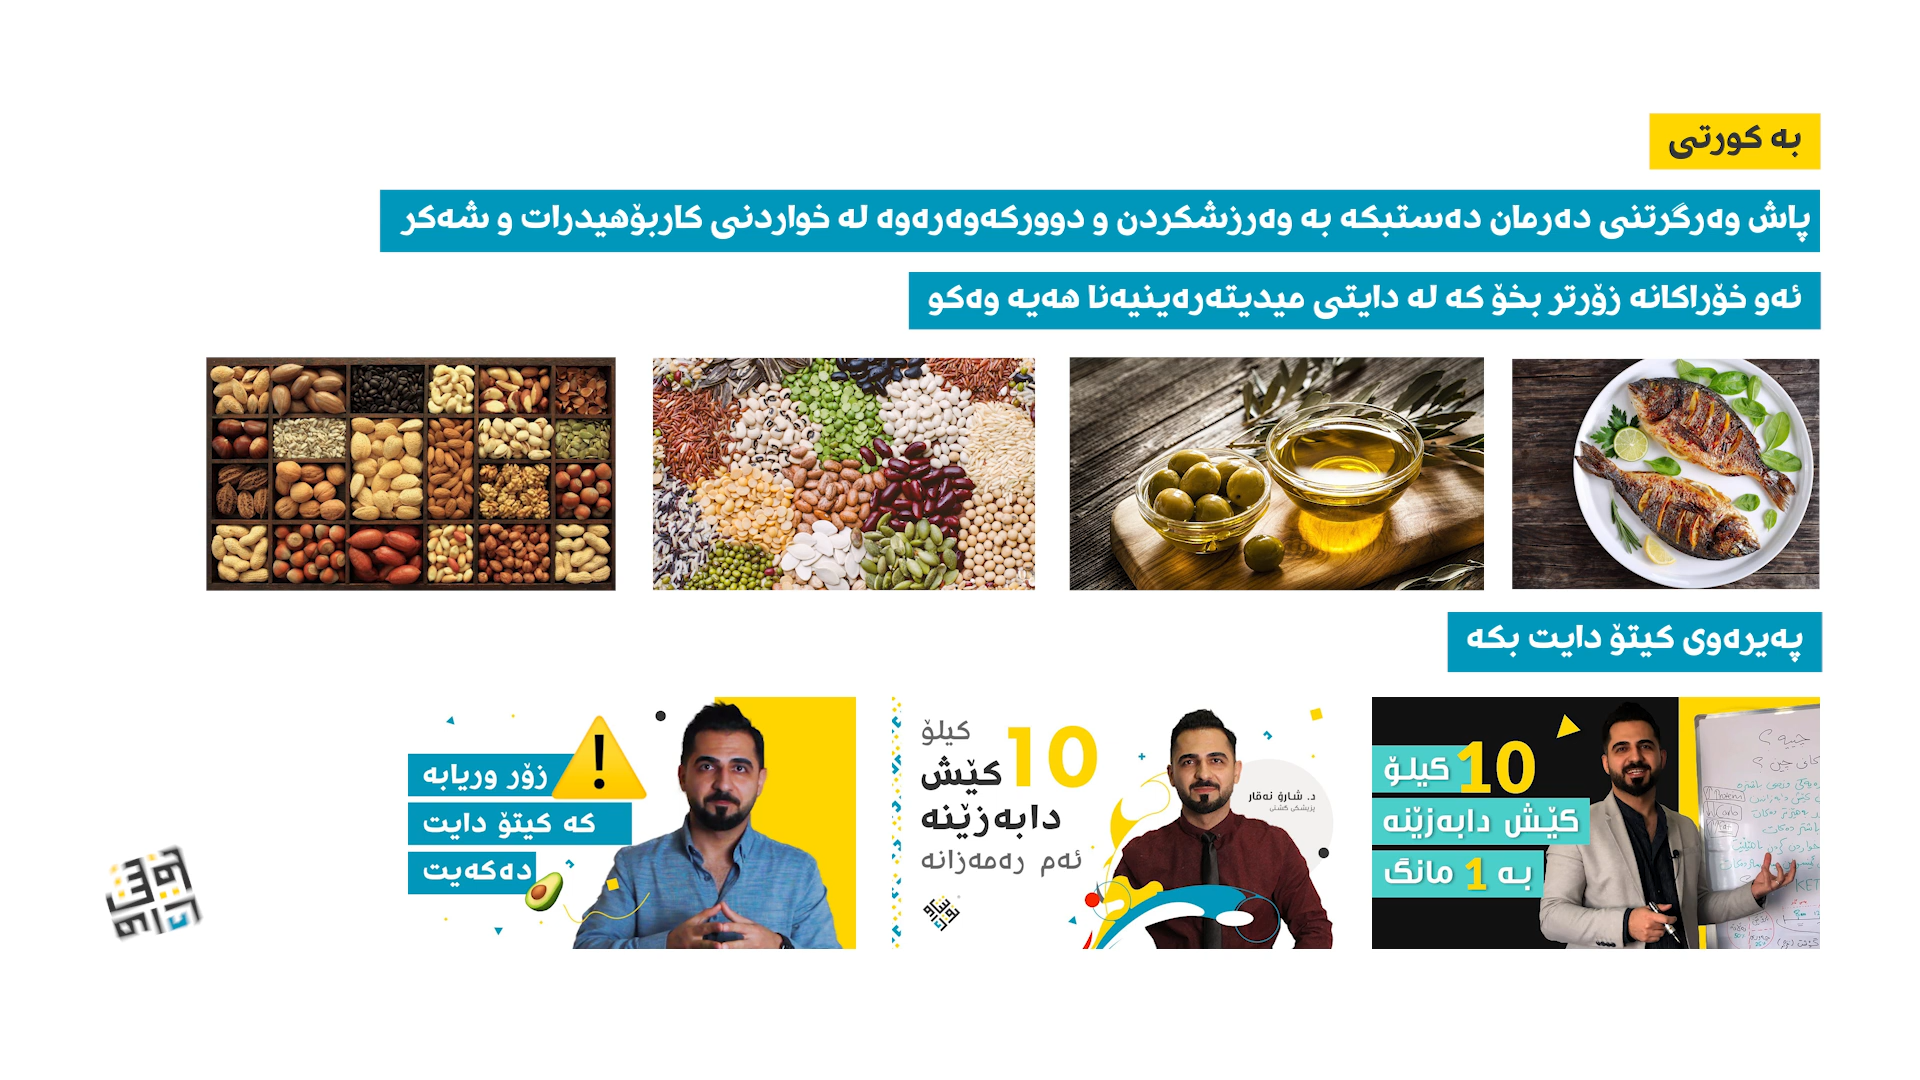 بە کورتی
پاش وەرگرتنی دەرمان دەستبکە بە وەرزشکردن و دوورکەوەرەوە لە خواردنی کاربۆهیدرات و شەکر
ئەو خۆراکانە زۆرتر بخۆ کە لە دایتی میدیتەرەینیەنا هەیە وەکو
پەیرەوی کیتۆ دایت بکە
10 کیلۆ
کێش دابەزێنە
بە 1 مانگ
10 کیلۆ
کێش
دابەزێنە
ئەم رەمەزانە
د. شارۆ نەقار
پزیشکی گشتی
زۆر وریابە
کە کیتۆ دایت
دەکەیت